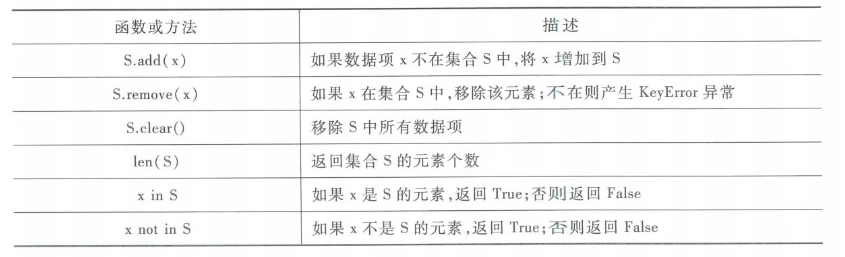 函数或方法 描述
S.add(x) 如果数据项 x 不在集合 S 中,将 x 增加到 S
S.remove(x) 如果 x 在集合 S 中,移除该元素;不在则产生 KeyError 异常
S.clear() 移除 S 中所有数据项
len(S) 返回集合 S 的元素个数
x in S 如果 x 是 S 的元素,返回 True;否则返回 False
x not in S 如果 x 不是 S 的元素,返回 True;否则返回 False